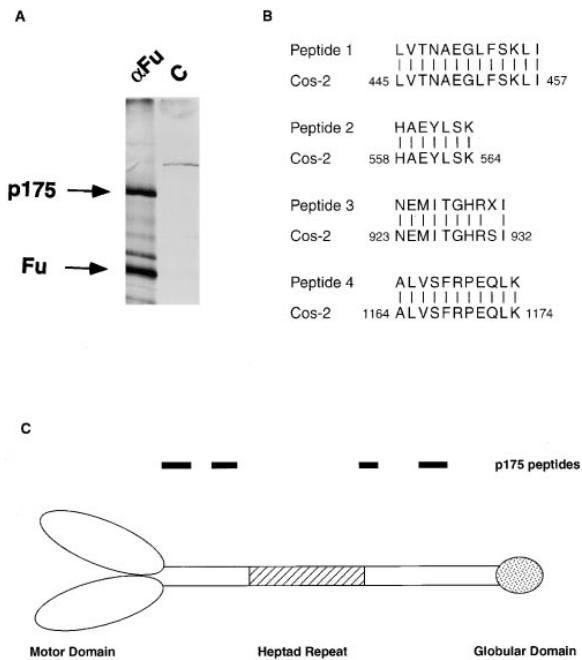 A
αFu
C
p175
Fu
B
Peptide 1 LVTNAEGLFSKLI
Cos-2 445 LVTNAEGLFSKLI 457
Peptide 2 HAEYLSK
Cos-2 558 HAEYLSK 564
Peptide 3 NEMITGHRXI
Cos-2 923 NEMITGHRSI 932
Peptide 4 ALVSFRPEQLK
Cos-2 1164 ALVSFRPEQLK 1174
C
p175 peptides
Motor Domain Heptad Repeat Globular Domain